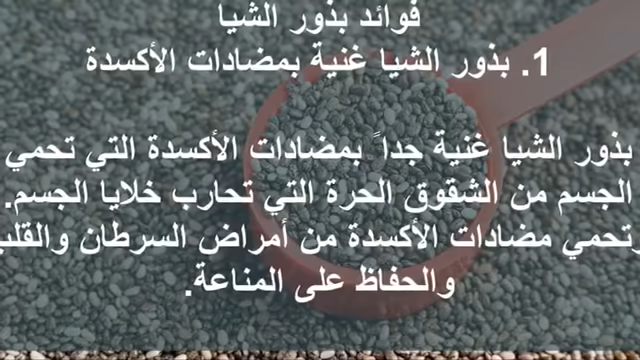 فوائد بذور الشيا
1. بذور الشيا غنية بمضادات الأكسدة
بذور الشيا غنية جداً بمضادات الأكسدة التي تحمي
الجسم من الشقوق الحرة التي تحارب خلايا الجسم.
وتحمي مضادات الأكسدة من أمراض السرطان والقلب
والحفاظ على المناعة.